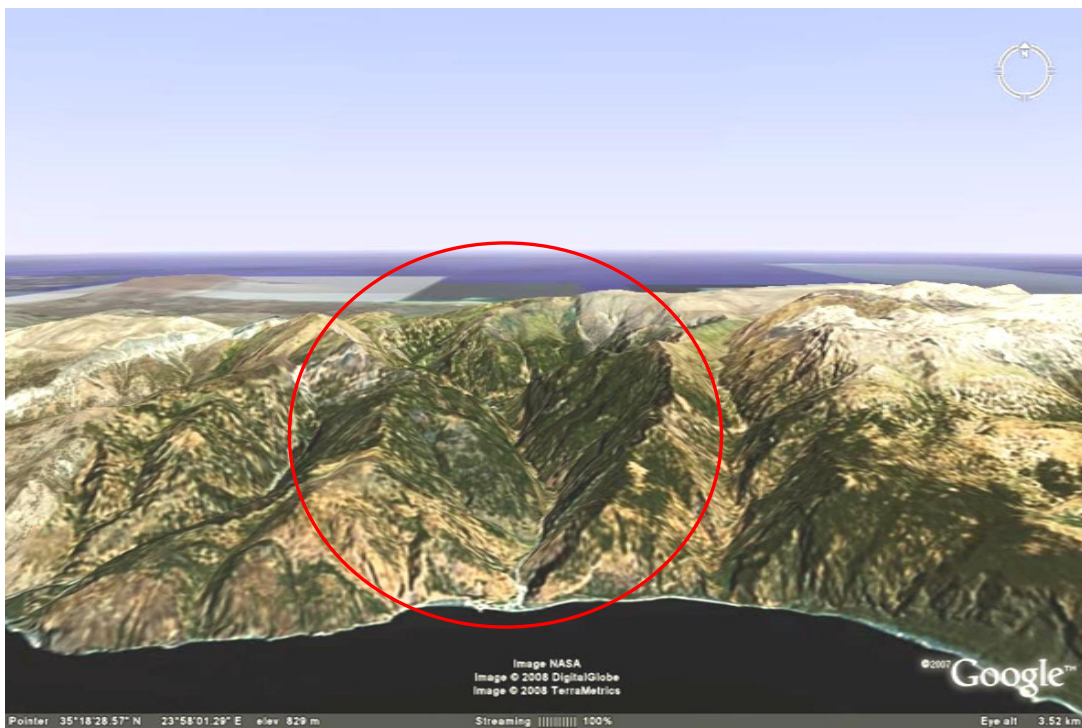 N
Image NASA
Image © 2008 DigitalGlobe
Image © 2008 TerraMetrics
©2007 Google™
Pointer 35°18'28.57" N 23°58'01.29" E elev 829 m Streaming |||||||||| 100% Eye alt 3.52 km